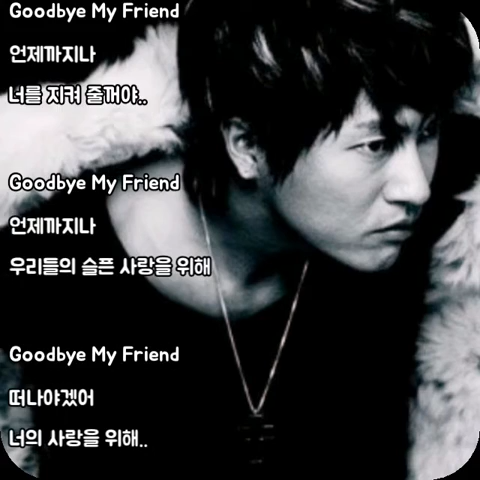 Goodbye My Friend
언제까지나
너를 지켜 줄꺼야..
Goodbye My Friend
언제까지나
우리들의 슬픈 사랑을 위해
Goodbye My Friend
떠나야겠어
너의 사랑을 위해..